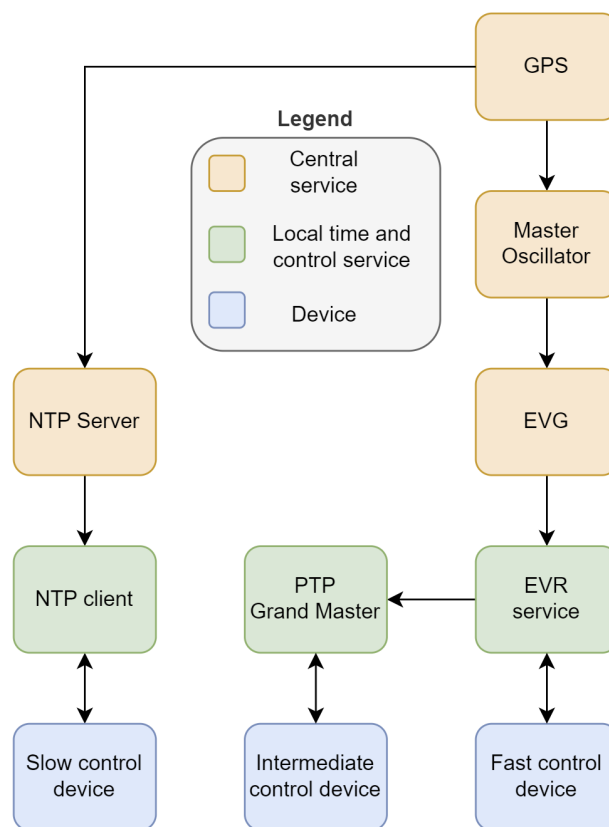 GPS
Legend
Central
service
Local time and
control service
Device
Master
Oscillator
NTP Server
EVG
NTP client
PTP
Grand Master
EVR
service
Slow control
device
Intermediate
control device
Fast control
device